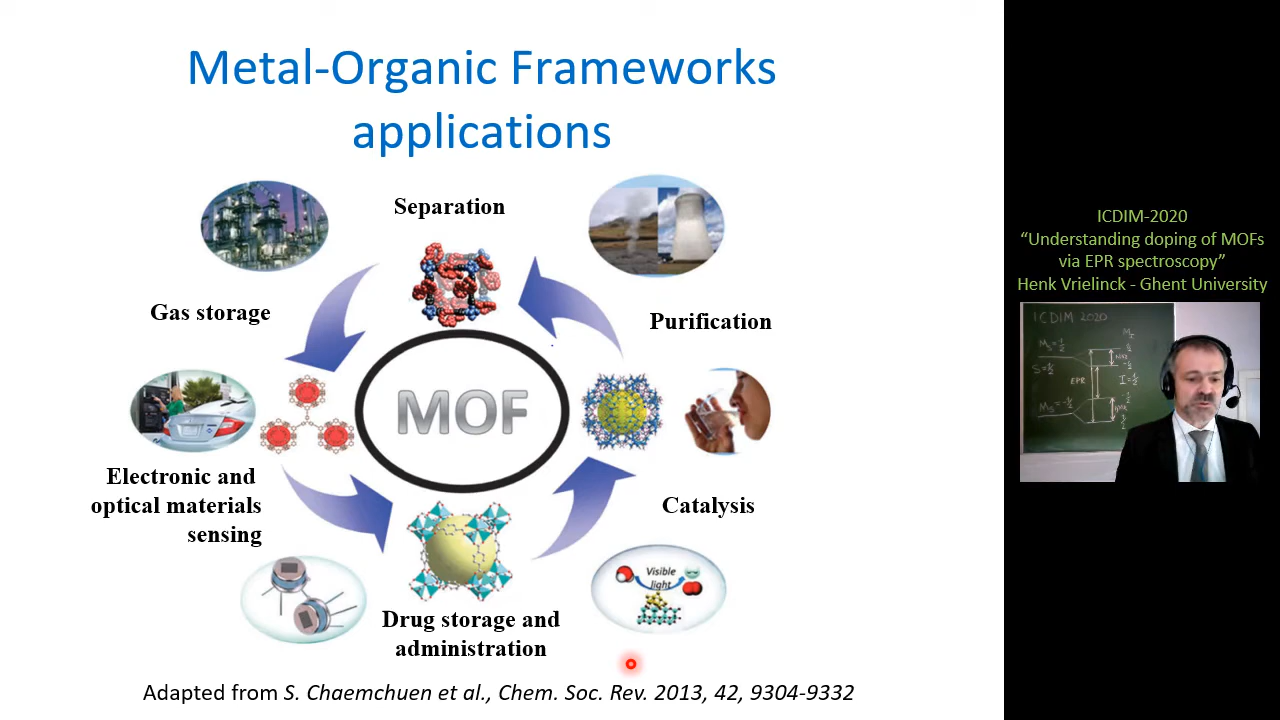 Metal-Organic Frameworks
applications
Separation
Gas storage
Purification
MOF
Electronic and
optical materials
sensing
Catalysis
Visible
light
Drug storage and
administration
Adapted from S. Chaemchuen et al., Chem. Soc. Rev. 2013, 42, 9304-9332
ICDIM-2020
“Understanding doping of MOFs
via EPR spectroscopy”
Henk Vrielinck - Ghent University
ICDIM 2020
EPR